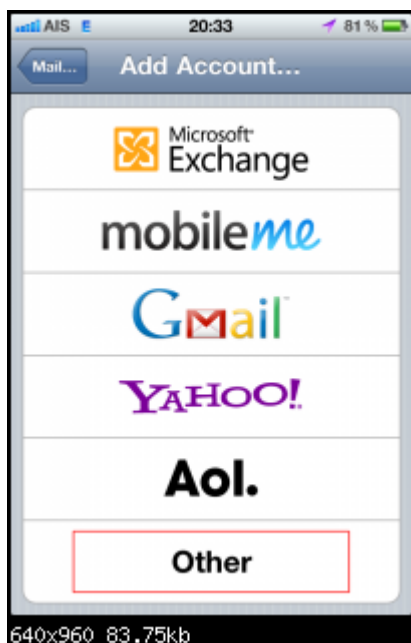 AIS E 20:33 81%
Mail... Add Account...
Microsoft
Exchange
mobileme
Gmail
YAHOO!
Aol.
Other
640x960 83.75kb